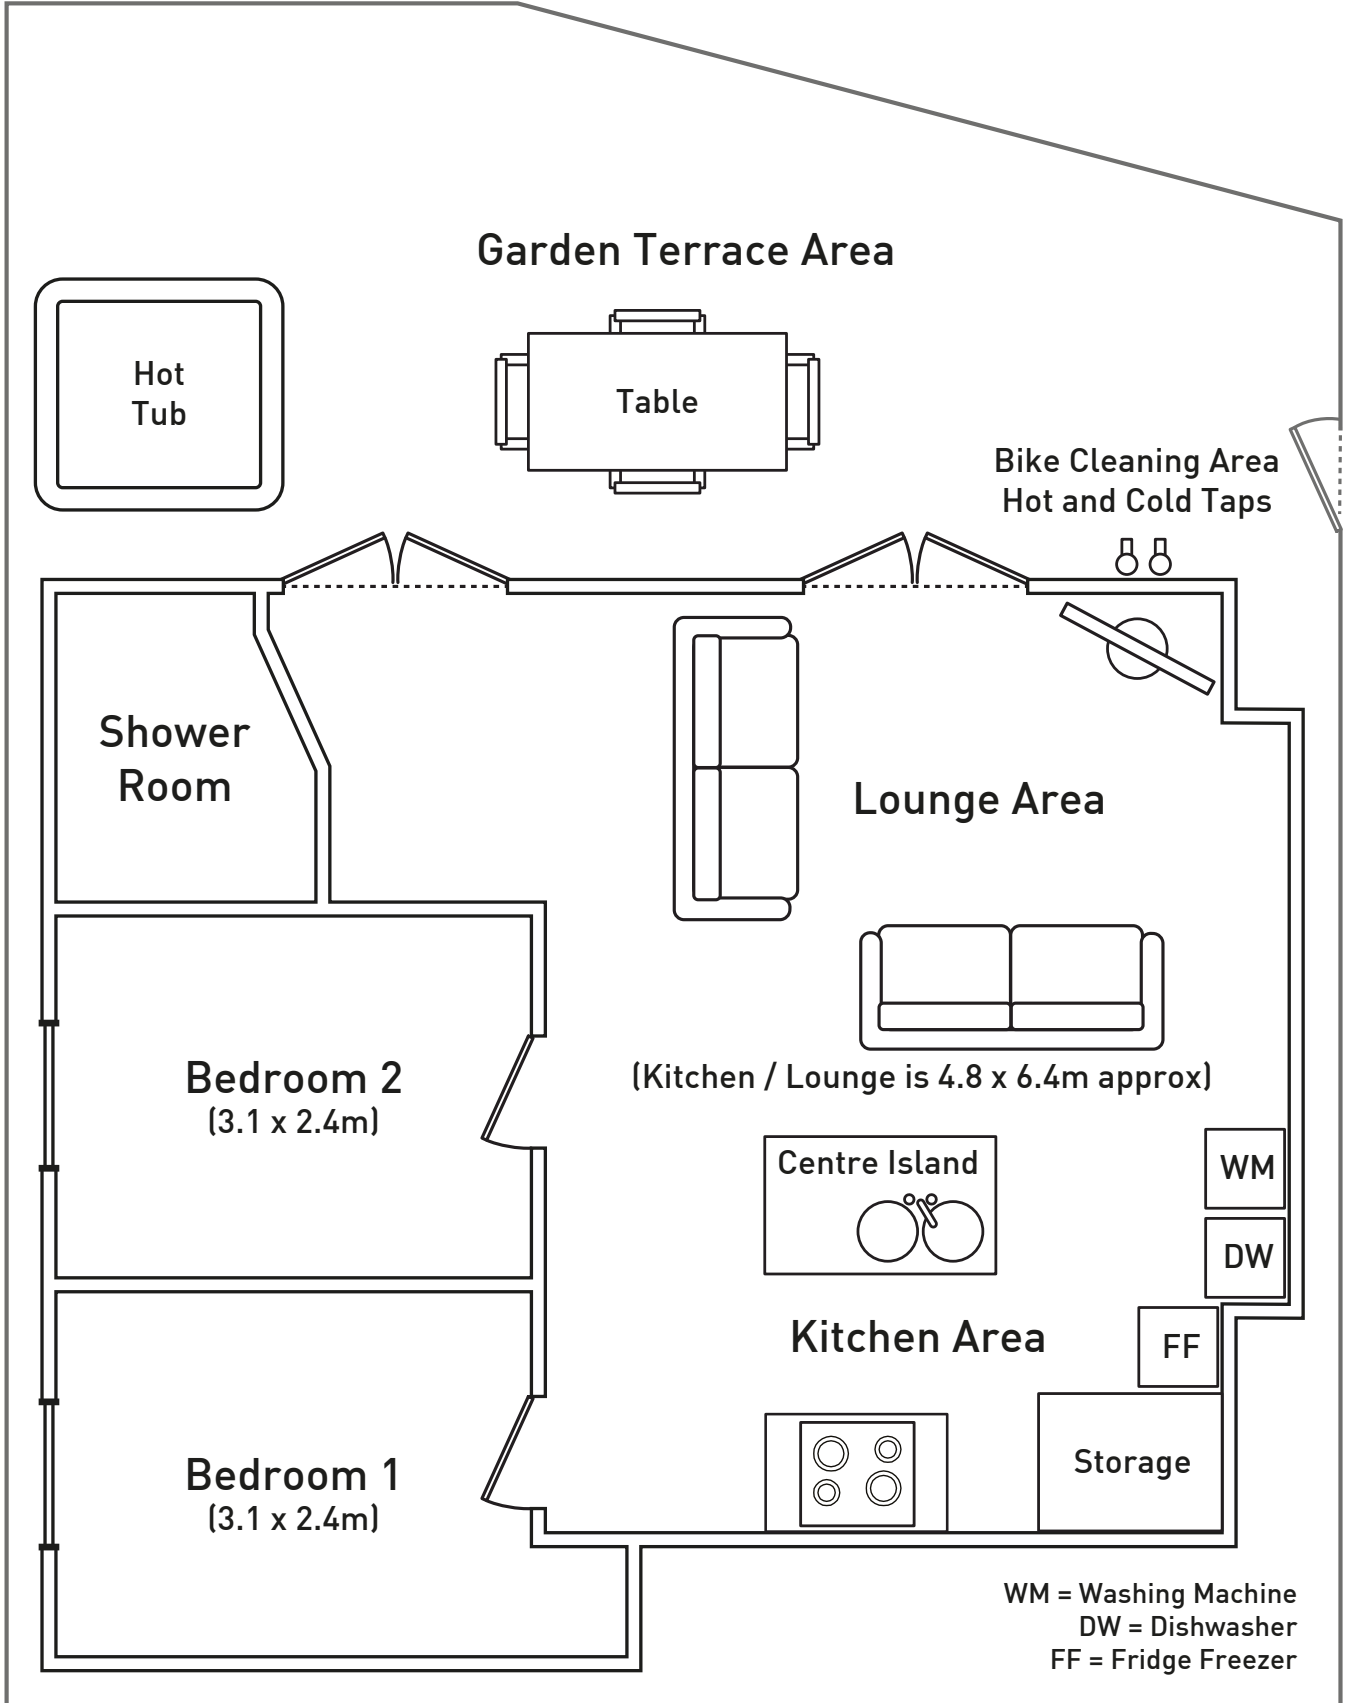 Garden Terrace Area
Hot
Tub
Table
Bike Cleaning Area
Hot and Cold Taps
Shower
Room
Lounge Area
Bedroom 2
(3.1 x 2.4m)
(Kitchen / Lounge is 4.8 x 6.4m approx)
Centre Island
WM
DW
Kitchen Area
FF
Storage
Bedroom 1
(3.1 x 2.4m)
WM = Washing Machine
DW = Dishwasher
FF = Fridge Freezer